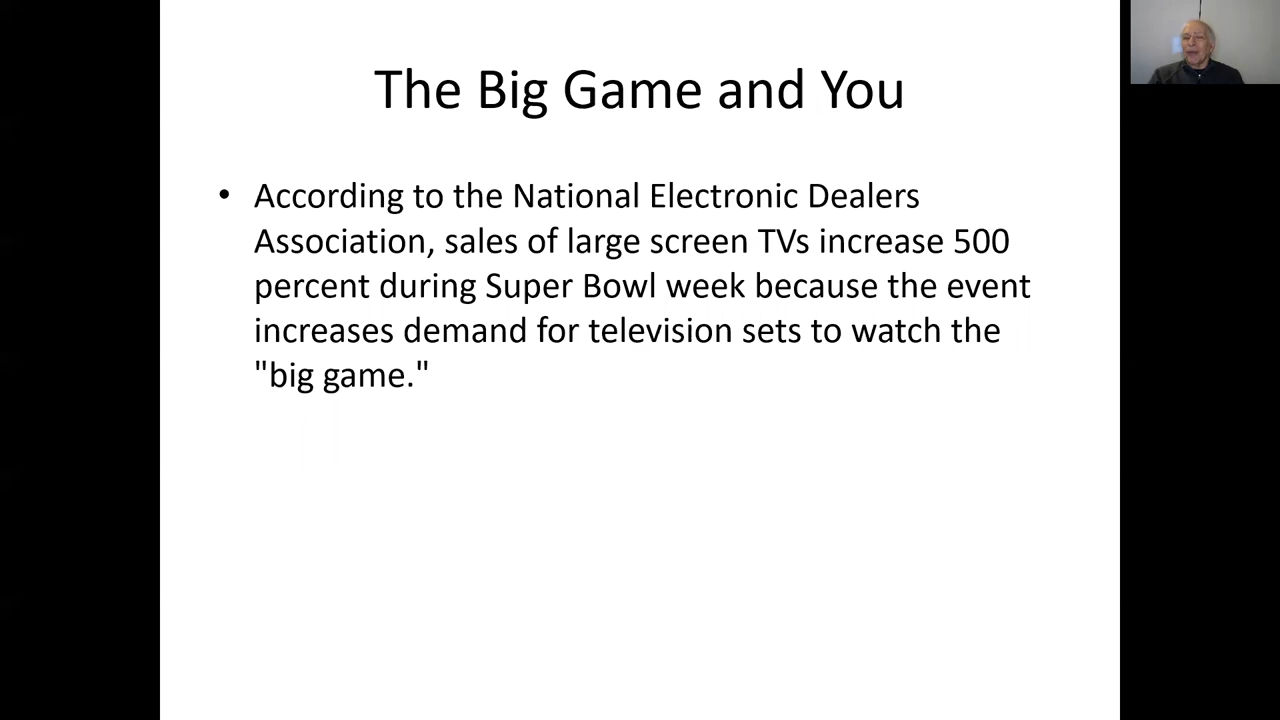 The Big Game and You
• According to the National Electronic Dealers
Association, sales of large screen TVs increase 500
percent during Super Bowl week because the event
increases demand for television sets to watch the
"big game."